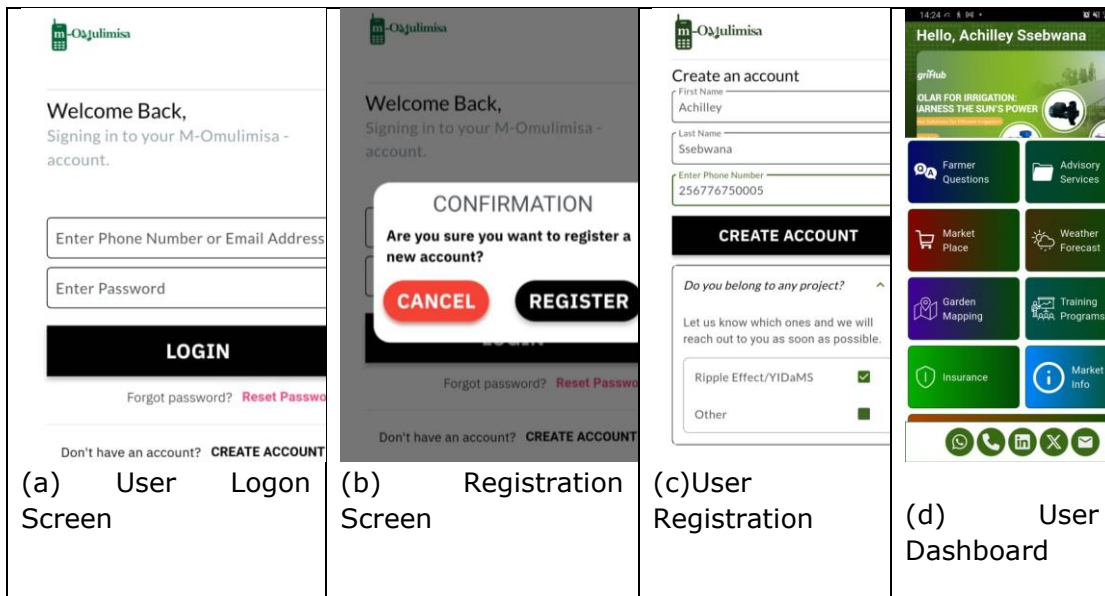 m-Omulimisa
Welcome Back,
Signing in to your M-Omulimisa -
account.
Enter Phone Number or Email Address
Enter Password
LOGIN
Forgot password? Reset Passwo
Don't have an account? CREATE ACCOUNT
(a) User Logon
Screen
m-Omulimisa
Welcome Back,
Signing in to your M-Omulimisa -
account.
CONFIRMATION
Are you sure you want to register a
new account?
CANCEL REGISTER
LOGIN
Forgot password? Reset Passwo
Don't have an account? CREATE ACCOUNT
(b) Registration
Screen
m-Omulimisa
Create an account
First Name
Achilley
Last Name
Ssebwana
Enter Phone Number
256776750005
CREATE ACCOUNT
Do you belong to any project?
Let us know which ones and we will
reach out to you as soon as possible.
Ripple Effect/YIDaMS
Other
(c)User
Registration
14:24
Hello, Achilley Ssebwana
griHub
OLAR FOR IRRIGATION:
HARNESS THE SUN'S POWER
Farmer
Questions
Advisory
Services
Market
Place
Weather
Forecast
Garden
Mapping
Training
Programs
Insurance
Market
Info
(d) User
Dashboard